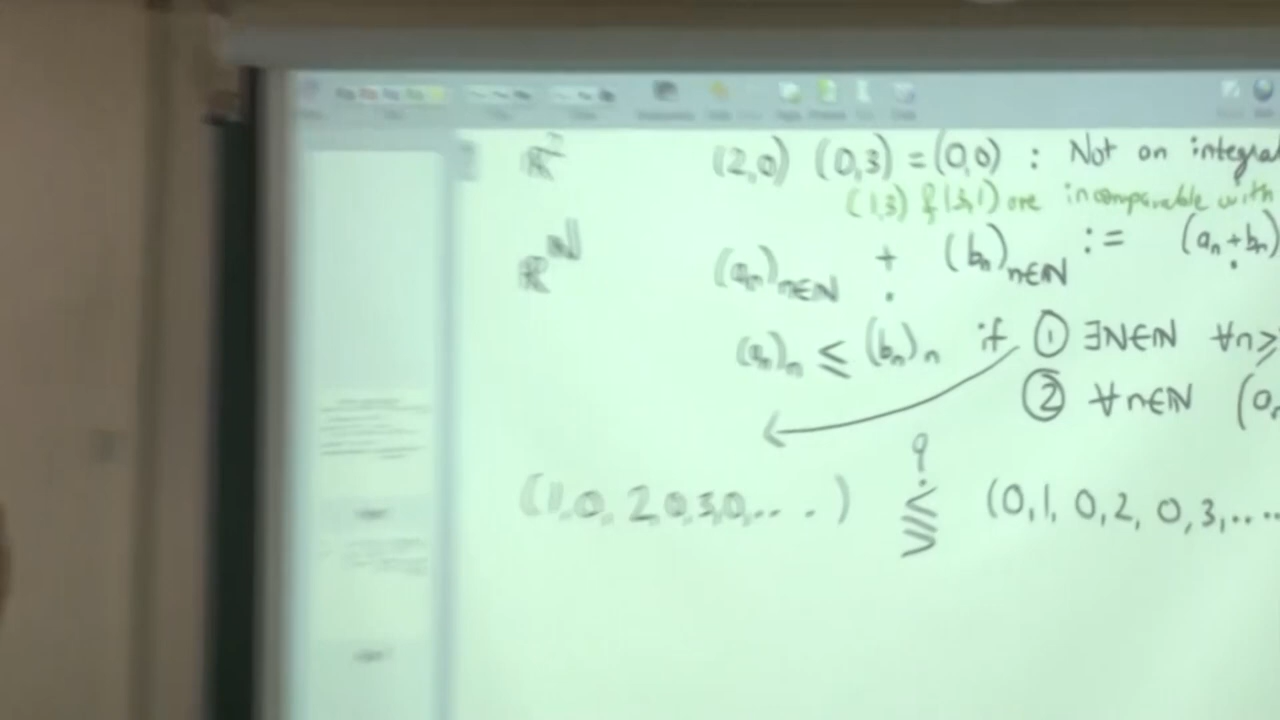 ℝ² (2,0) (0,3) = (0,0) : Not an integral
(1,3) & (3,1) are incomparable with
ℝ^ℕ (aₙ)ₙ∈ℕ +· (bₙ)ₙ∈ℕ := (aₙ +· bₙ)
(aₙ)ₙ ≤ (bₙ)ₙ if ① ∃N∈ℕ ∀n≥
② ∀n∈ℕ (aₙ
?
(1,0, 2,0,3,0,.. . ) ≤≥ (0,1, 0,2, 0,3,....